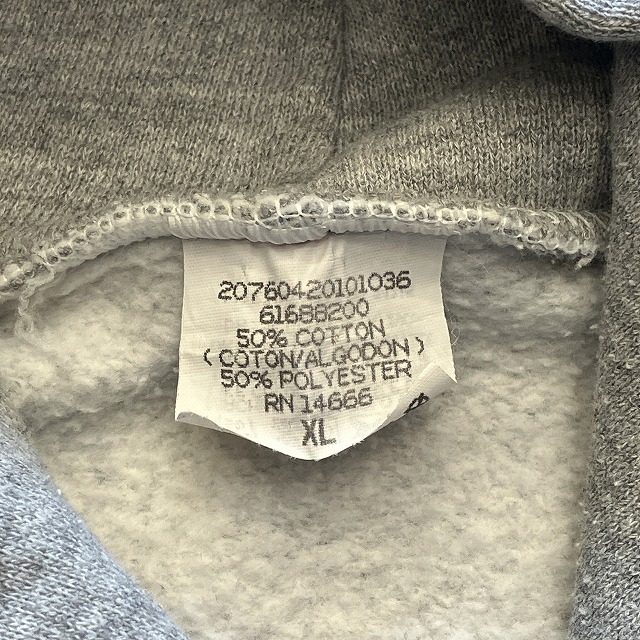 20760420101036
61688200
50% COTTON
( COTON/ALGODON )
50% POLYESTER
RN 14666
XL